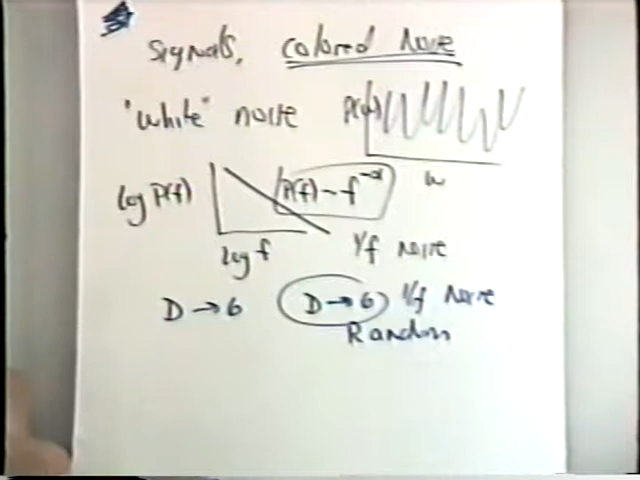 Signals, colored noise
"white" noise P(ω)
ω
log P(f) P(f) ~ f^-α
log f 1/f noise
D → 6 D → 6 1/f noise
Random